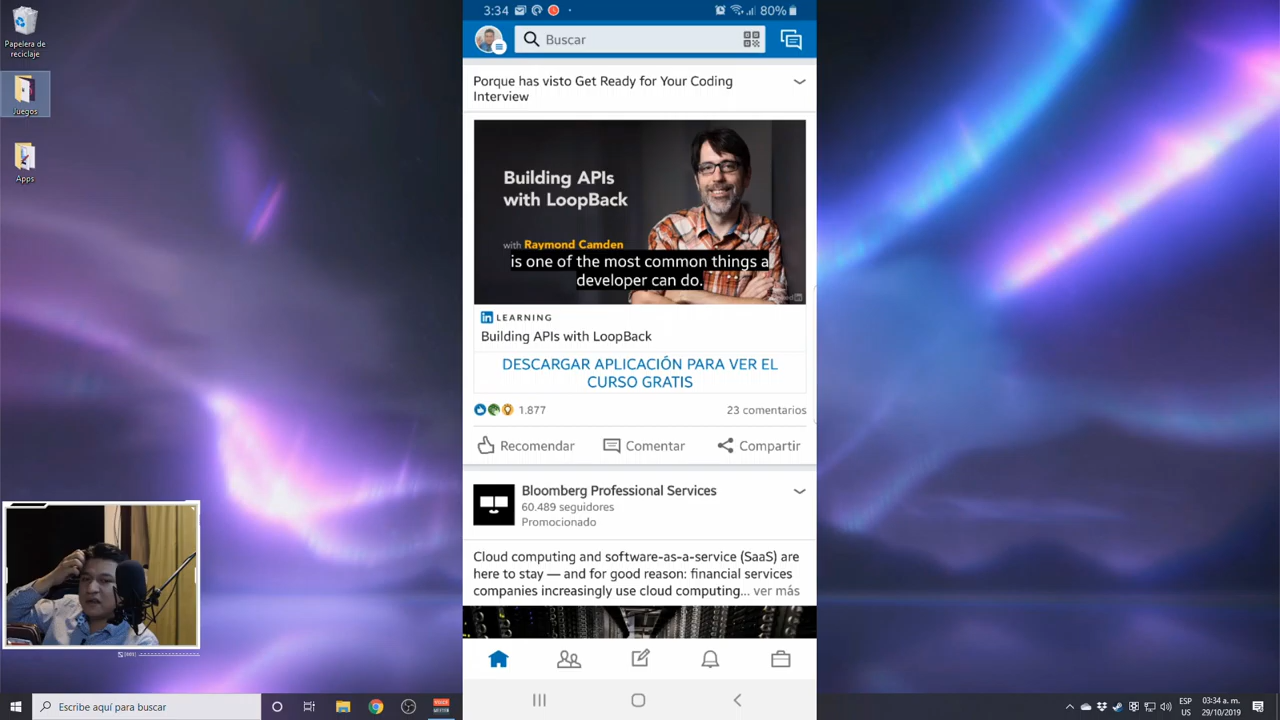 Papelera de
reciclaje
Juegos
Apps
3:34
80%
Buscar
Porque has visto Get Ready for Your Coding
Interview
Building APIs
with LoopBack
with Raymond Camden
is one of the most common things a
developer can do.
in LEARNING
Building APIs with LoopBack
DESCARGAR APLICACIÓN PARA VER EL
CURSO GRATIS
1.877
23 comentarios
Recomendar
Comentar
Compartir
Bloomberg Professional Services
60.489 seguidores
Promocionado
Cloud computing and software-as-a-service (SaaS) are
here to stay — and for good reason: financial services
companies increasingly use cloud computing... ver más
Escribe aquí para buscar
ESP
US
03:34 a. m.
29/10/2019